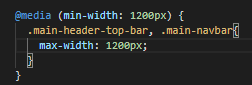 @media (min-width: 1200px) {
  .main-header-top-bar, .main-navbar{
    max-width: 1200px;
  }
}